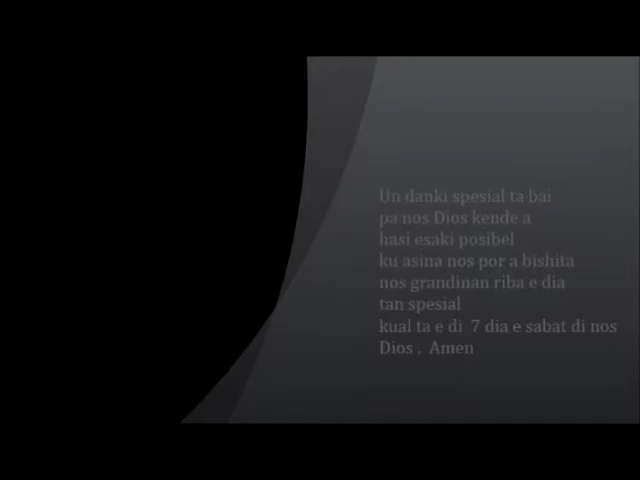 Un danki spesial ta bai
pa nos Dios kende a
hasi esaki posibel
ku asina nos por a bishita
nos grandinan riba e dia
tan spesial
kual ta e di 7 dia e sabat di nos
Dios . Amen